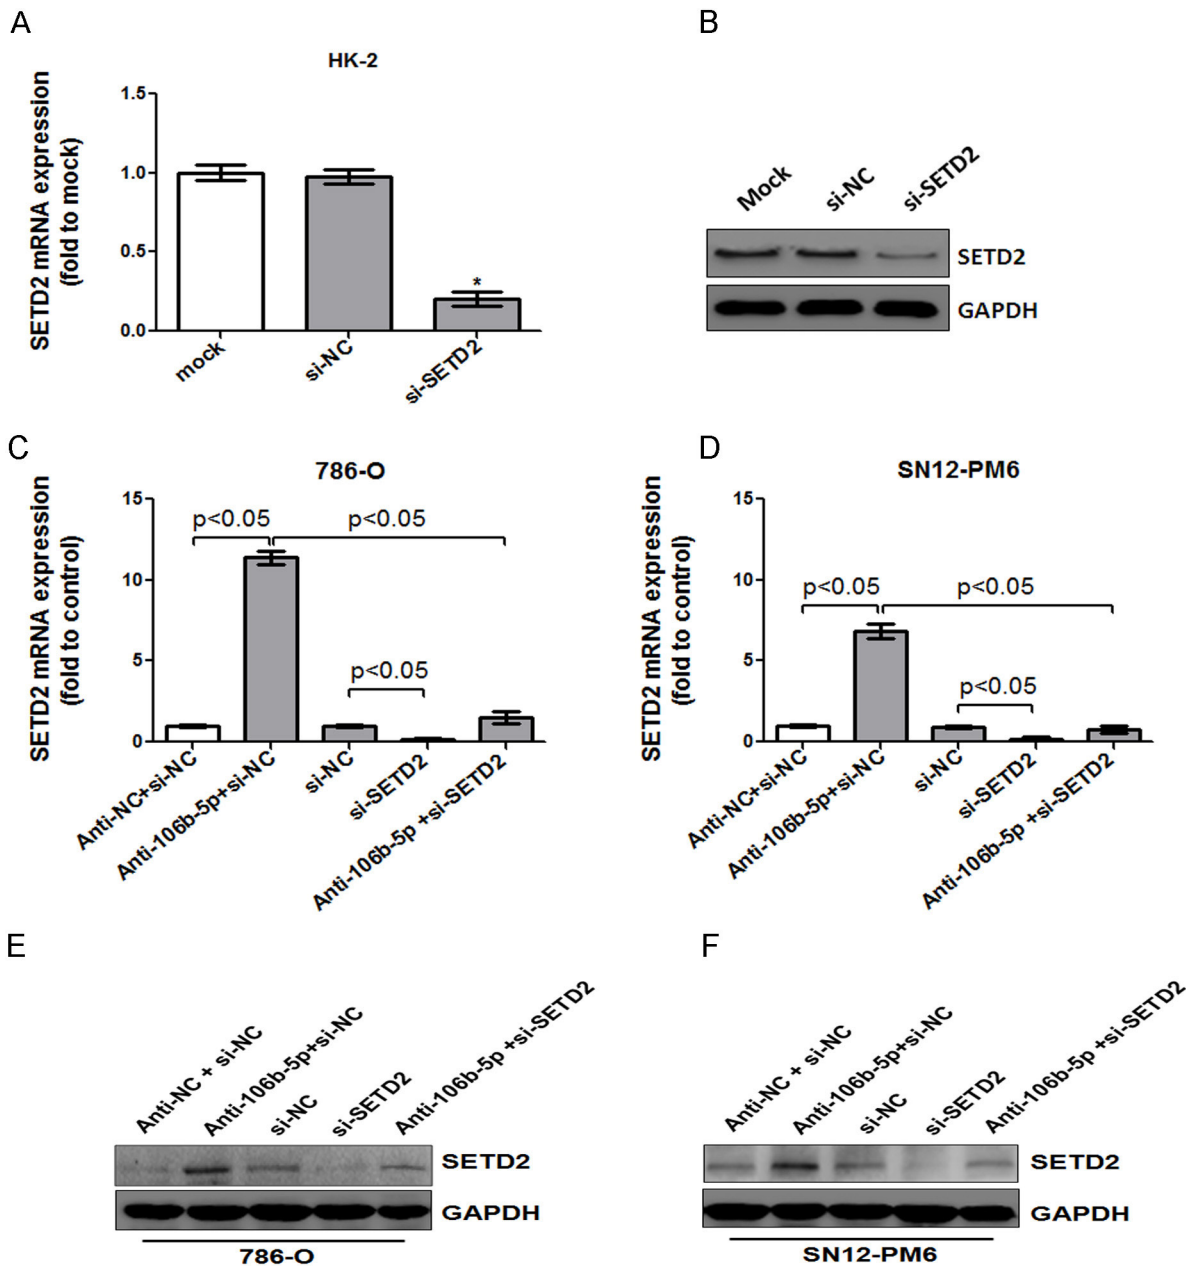 A
HK-2
SETD2 mRNA expression
(fold to mock)
1.5
1.0
0.5
0.0
*
mock
si-NC
si-SETD2
B
Mock
si-NC
si-SETD2
SETD2
GAPDH
C
786-O
SETD2 mRNA expression
(fold to control)
15
10
5
0
p<0.05
p<0.05
p<0.05
Anti-NC+si-NC
Anti-106b-5p+si-NC
si-NC
si-SETD2
Anti-106b-5p +si-SETD2
D
SN12-PM6
SETD2 mRNA expression
(fold to control)
15
10
5
0
p<0.05
p<0.05
p<0.05
Anti-NC+si-NC
Anti-106b-5p+si-NC
si-NC
si-SETD2
Anti-106b-5p +si-SETD2
E
Anti-NC + si-NC
Anti-106b-5p+si-NC
si-NC
si-SETD2
Anti-106b-5p +si-SETD2
SETD2
GAPDH
786-O
F
Anti-NC + si-NC
Anti-106b-5p+si-NC
si-NC
si-SETD2
Anti-106b-5p +si-SETD2
SETD2
GAPDH
SN12-PM6